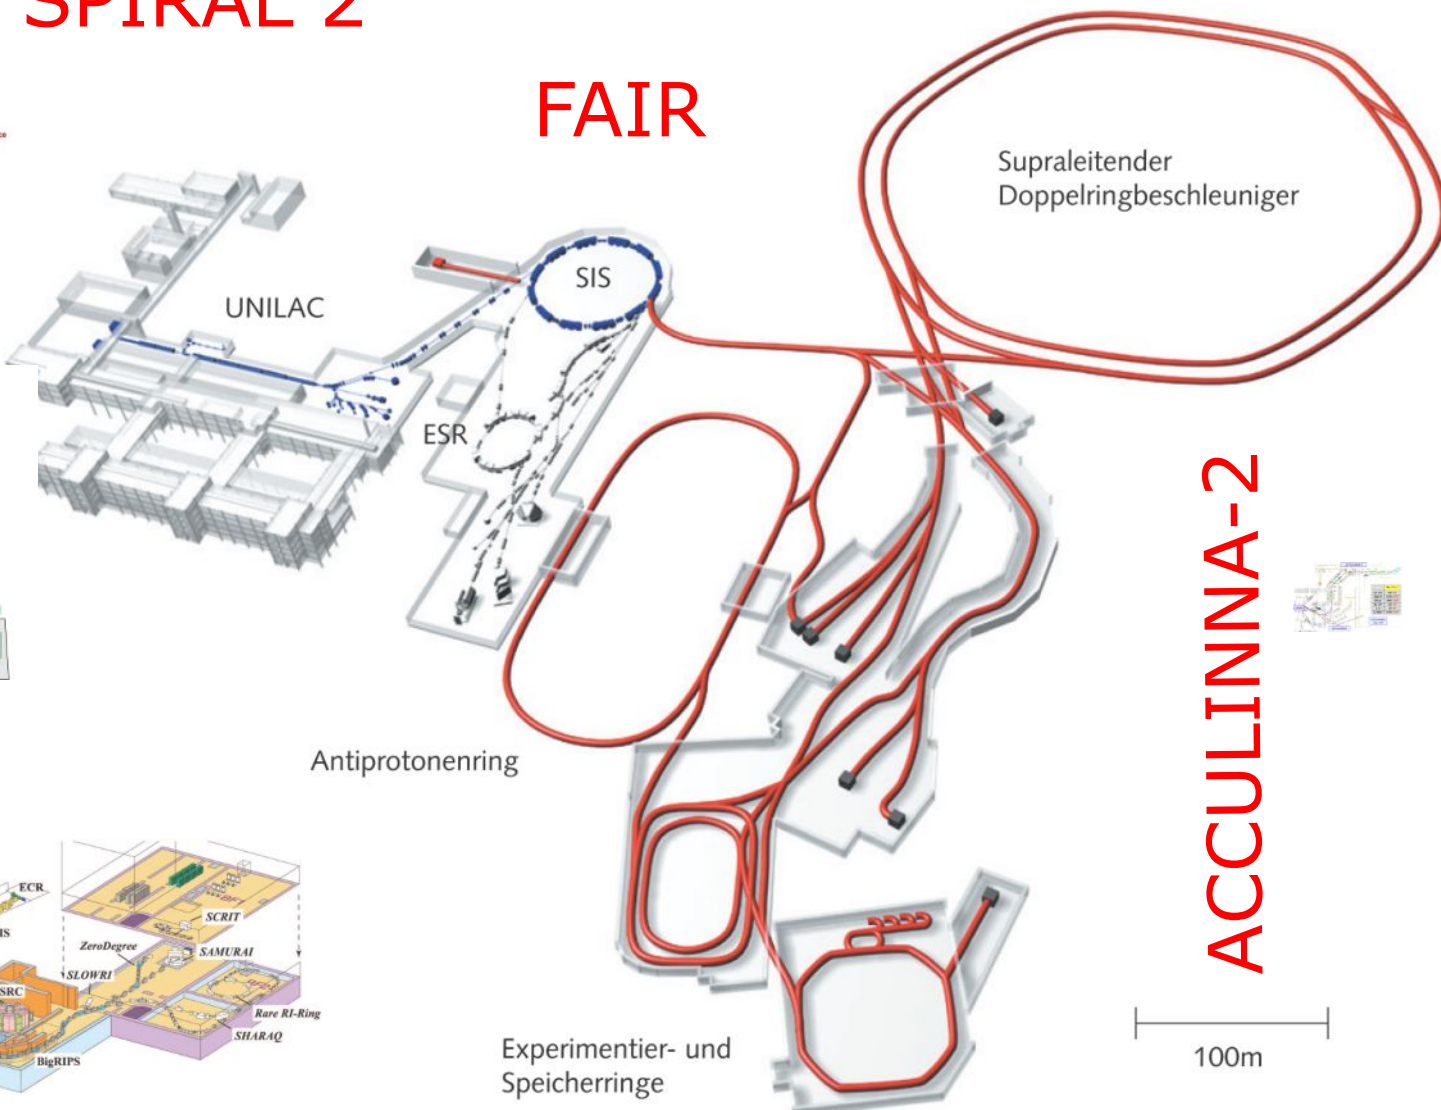 SPIRAL 2
FAIR
Supraleitender
Doppelringbeschleuniger
SIS
UNILAC
ESR
ACCULINNA-2
Antiprotonenring
ECR
SCRIT
ZeroDegree
SAMURAI
SLOWRI
SRC
Rare RI-Ring
SHARAQ
BigRIPS
Experimentier- und
Speicherringe
100m